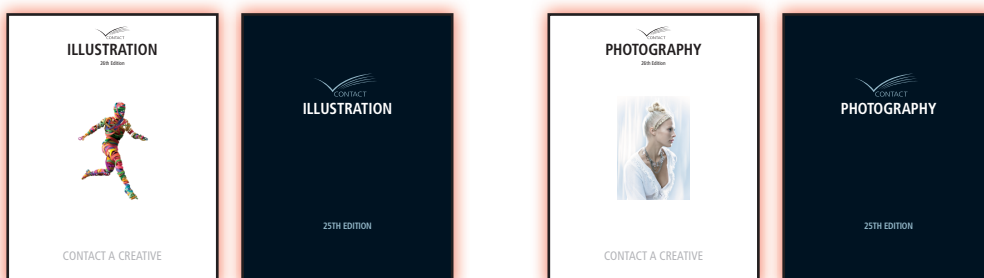 CONTACT
ILLUSTRATION
26th Edition
CONTACT A CREATIVE
CONTACT
ILLUSTRATION
25TH EDITION
CONTACT
PHOTOGRAPHY
26th Edition
CONTACT A CREATIVE
CONTACT
PHOTOGRAPHY
25TH EDITION